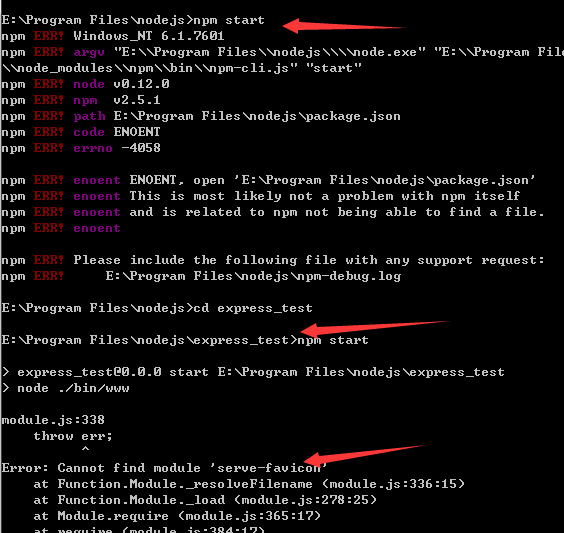 E:\Program Files\nodejs>npm start
npm ERR! Windows_NT 6.1.7601
npm ERR! argv "E:\\Program Files\\nodejs\\\\node.exe" "E:\\Program File
\\node_modules\\npm\\bin\\npm-cli.js" "start"
npm ERR! node v0.12.0
npm ERR! npm  v2.5.1
npm ERR! path E:\Program Files\nodejs\package.json
npm ERR! code ENOENT
npm ERR! errno -4058

npm ERR! enoent ENOENT, open 'E:\Program Files\nodejs\package.json'
npm ERR! enoent This is most likely not a problem with npm itself
npm ERR! enoent and is related to npm not being able to find a file.
npm ERR! enoent

npm ERR! Please include the following file with any support request:
npm ERR!     E:\Program Files\nodejs\npm-debug.log

E:\Program Files\nodejs>cd express_test

E:\Program Files\nodejs\express_test>npm start

> express_test@0.0.0 start E:\Program Files\nodejs\express_test
> node ./bin/www

module.js:338
    throw err;
          ^
Error: Cannot find module 'serve-favicon'
    at Function.Module._resolveFilename (module.js:336:15)
    at Function.Module._load (module.js:278:25)
    at Module.require (module.js:365:17)
    at require (module.js:384:17)